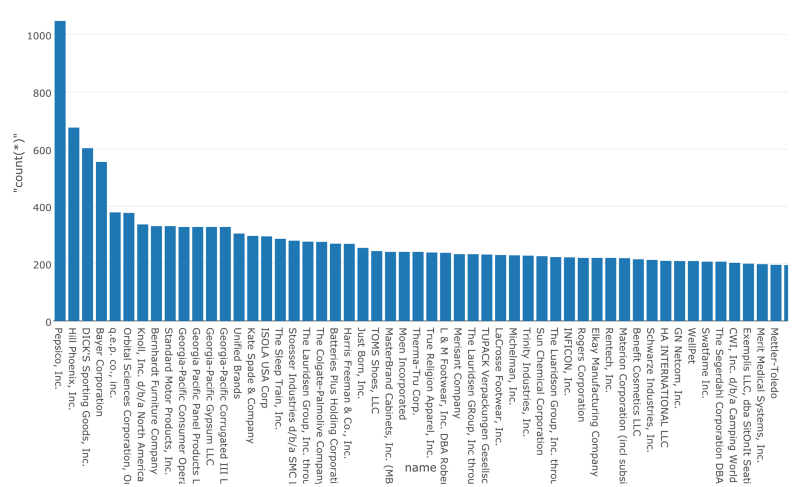 1000
800
600
400
200
0
"count(*)"
Pepsico, Inc.
Hill Phoenix, Inc.
DICK'S Sporting Goods, Inc.
Bayer Corporation
q.e.p. co., inc.
Orbital Sciences Corporation, Or
Knoll, Inc. d/b/a North America
Bernhardt Furniture Company
Standard Motor Products, Inc.
Georgia-Pacific Consumer Opera
Georgia Pacific Panel Products L
Georgia-Pacific Gypsum LLC
Georgia-Pacific Corrugated III L
Unified Brands
Kate Spade & Company
ISOLA USA Corp
The Sleep Train, Inc.
Stoesser Industries d/b/a SMC I
The Lauridsen Group, Inc. throu
The Colgate-Palmolive Company
Batteries Plus Holding Corporati
Harris Freeman & Co., Inc.
Just Born, Inc.
TOMS Shoes, LLC
MasterBrand Cabinets, Inc. (MB
Moen Incorporated
Therma-Tru Corp.
True Religion Apparel, Inc.
L & M Footwear, Inc. DBA Rober
Merisant Company
The Lauridsen GRoup, Inc throu
TUPACK Verpackungen Gesellsc
LaCrosse Footwear, Inc.
Michelman, Inc.
Trinity Industries, Inc.
Sun Chemical Corporation
The Luaridson Group, Inc. throu
INFICON, Inc.
Rogers Corporation
Elkay Manufacturing Company
Rentech, Inc.
Materion Corporation (incl subsi
Benefit Cosmetics LLC
Schwarze Industries, Inc.
HA INTERNATIONAL LLC
GN Netcom, Inc.
WellPet
Swatfame Inc.
The Segerdahl Corporation DBA
CWI, Inc. d/b/a Camping World
Exemplis LLC, dba SitOnIt Seati
Merit Medical Systems, Inc.
Mettler-Toledo
name